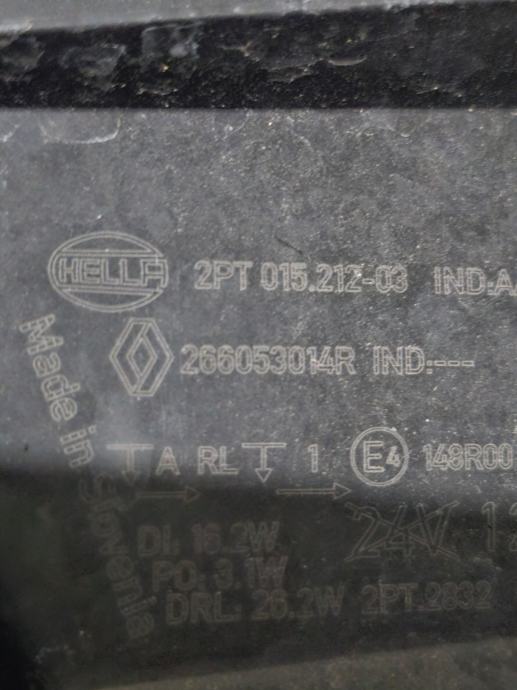 HELLA 2PT 015.212-03 IND:A
266053014R IND:---
Made in Slovenia
A RL 1 E4 148R00
DI: 16.2W 24V 12
PO: 3.1W
DRL: 26.2W 2PT.2832